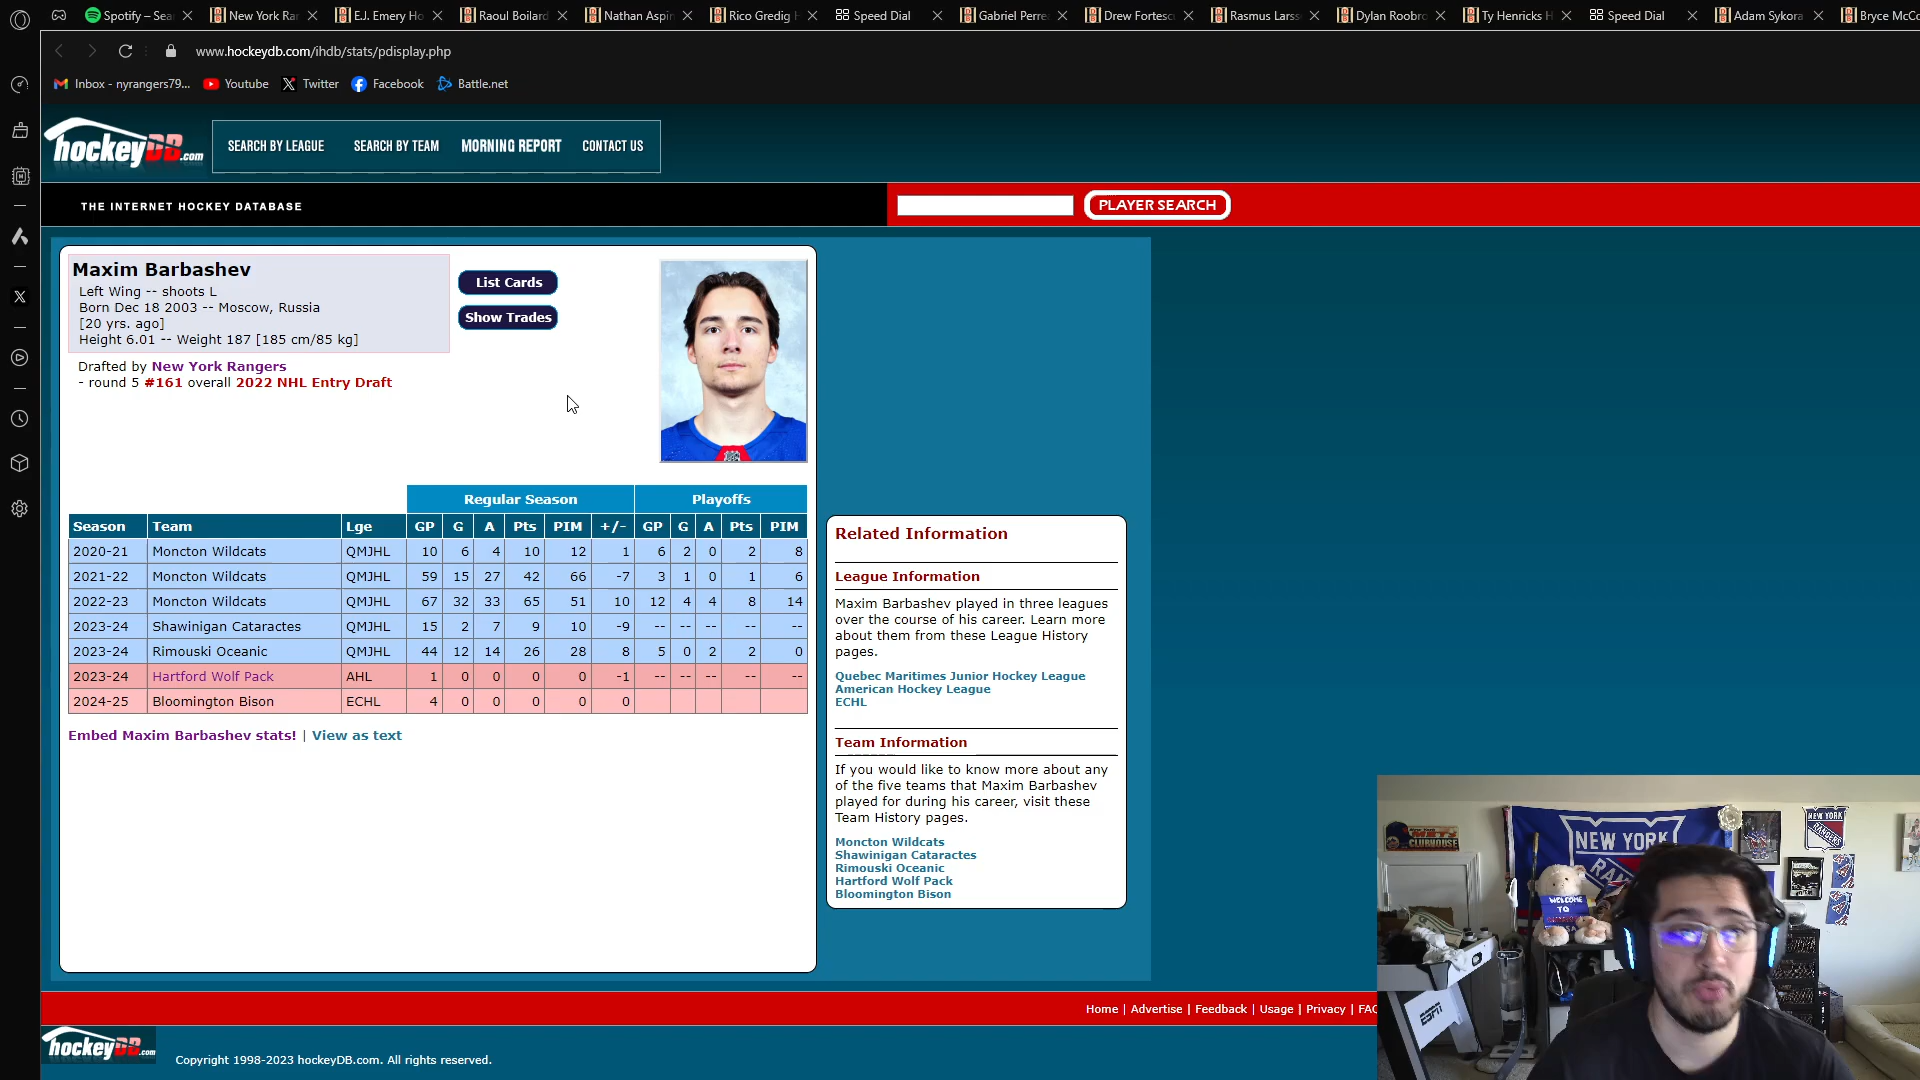 Spotify – Sea
New York Ra
E.J. Emery Ho
Raoul Boilard
Nathan Aspin
Rico Gredig H
Speed Dial
Gabriel Perre
Drew Fortesc
Rasmus Larss
Dylan Roobro
Ty Henricks H
Speed Dial
Adam Sykora
Bryce McCo
www.hockeydb.com/ihdb/stats/pdisplay.php
Inbox - nyrangers79...
Youtube
Twitter
Facebook
Battle.net
hockeyDB.com
SEARCH BY LEAGUE
SEARCH BY TEAM
MORNING REPORT
CONTACT US
THE INTERNET HOCKEY DATABASE
PLAYER SEARCH
Maxim Barbashev
Left Wing -- shoots L
Born Dec 18 2003 -- Moscow, Russia
[20 yrs. ago]
Height 6.01 -- Weight 187 [185 cm/85 kg]
Drafted by New York Rangers
- round 5 #161 overall 2022 NHL Entry Draft
List Cards
Show Trades
Regular Season Playoffs
Season Team Lge GP G A Pts PIM +/- GP G A Pts PIM
2020-21 Moncton Wildcats QMJHL 10 6 4 10 12 1 6 2 0 2 8
2021-22 Moncton Wildcats QMJHL 59 15 27 42 66 -7 3 1 0 1 6
2022-23 Moncton Wildcats QMJHL 67 32 33 65 51 10 12 4 4 8 14
2023-24 Shawinigan Cataractes QMJHL 15 2 7 9 10 -9 -- -- -- -- --
2023-24 Rimouski Oceanic QMJHL 44 12 14 26 28 8 5 0 2 2 0
2023-24 Hartford Wolf Pack AHL 1 0 0 0 0 -1 -- -- -- -- --
2024-25 Bloomington Bison ECHL 4 0 0 0 0 0
Embed Maxim Barbashev stats! | View as text
Related Information
League Information
Maxim Barbashev played in three leagues
over the course of his career. Learn more
about them from these League History
pages.
Quebec Maritimes Junior Hockey League
American Hockey League
ECHL
Team Information
If you would like to know more about any
of the five teams that Maxim Barbashev
played for during his career, visit these
Team History pages.
Moncton Wildcats
Shawinigan Cataractes
Rimouski Oceanic
Hartford Wolf Pack
Bloomington Bison
NEW YORK
RAN
CLUBHOUSE
WELCOME
TO
NEW YORK
RANGERS
ESPN
Home | Advertise | Feedback | Usage | Privacy | FAQ
hockeyDB.com
Copyright 1998-2023 hockeyDB.com. All rights reserved.